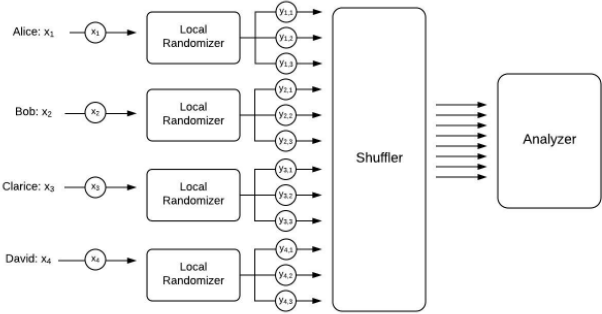 Alice: x1
x1
Local
Randomizer
y1,1
y1,2
y1,3
Bob: x2
x2
Local
Randomizer
y2,1
y2,2
y2,3
Clarice: x3
x3
Local
Randomizer
y3,1
y3,2
y3,3
David: x4
x4
Local
Randomizer
y4,1
y4,2
y4,3
Shuffler
Analyzer